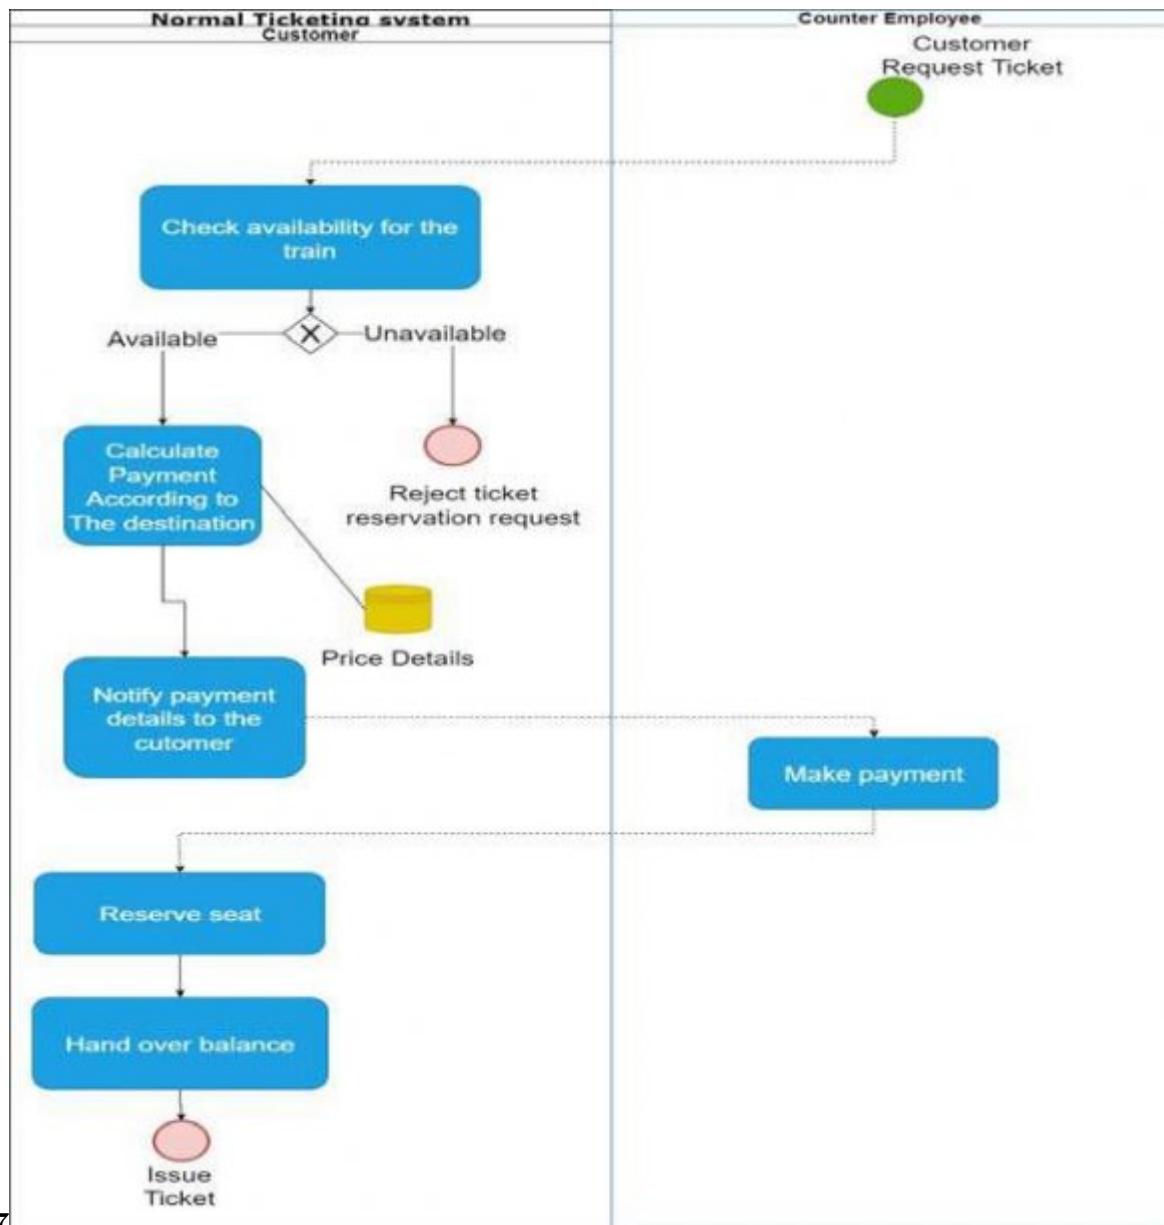 Normal Ticketing system
Customer
Counter Employee
Customer
Request Ticket
Check availability for the
train
Available
Unavailable
Calculate
Payment
According to
The destination
Reject ticket
reservation request
Price Details
Notify payment
details to the
cutomer
Make payment
Reserve seat
Hand over balance
Issue
Ticket
7